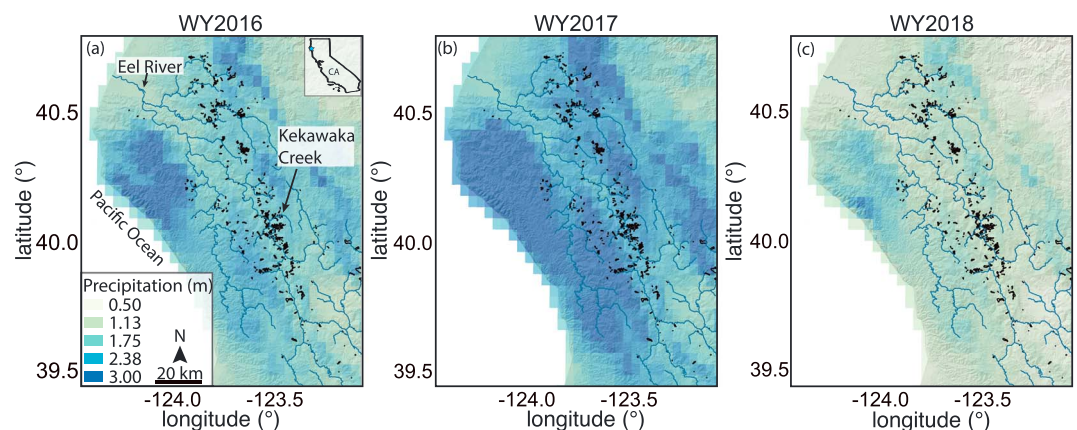 WY2016
WY2017
WY2018
(a)
Eel River
CA
Kekawaka
Creek
Pacific Ocean
Precipitation (m)
0.50
1.13
1.75
2.38
3.00
N
20 km
(b)
(c)
latitude (°)
40.5
40.0
39.5
-124.0
-123.5
longitude (°)
latitude (°)
40.5
40.0
39.5
-124.0
-123.5
longitude (°)
latitude (°)
40.5
40.0
39.5
-124.0
-123.5
longitude (°)